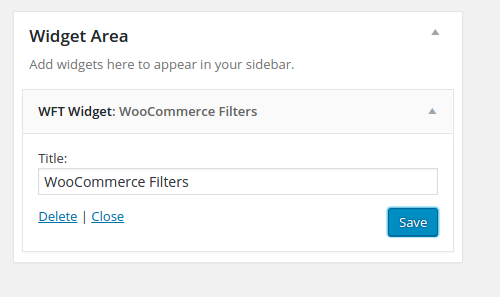 Widget Area
Add widgets here to appear in your sidebar.
WFT Widget: WooCommerce Filters
Title:
WooCommerce Filters
Delete | Close
Save